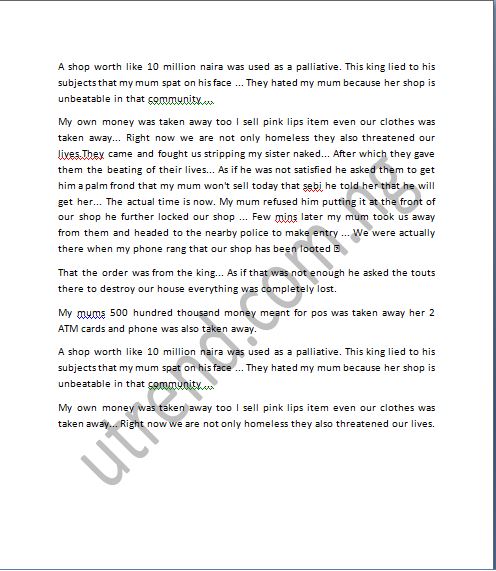 A shop worth like 10 million naira was used as a palliative. This king lied to his
subjects that my mum spat on his face ... They hated my mum because her shop is
unbeatable in that community...
My own money was taken away too I sell pink lips item even our clothes was
taken away... Right now we are not only homeless they also threatened our
lives.They came and fought us stripping my sister naked... After which they gave
them the beating of their lives... As if he was not satisfied he asked them to get
him a palm frond that my mum won't sell today that sebi he told her that he will
get her... The actual time is now. My mum refused him putting it at the front of
our shop he further locked our shop ... Few mins later my mum took us away
from them and headed to the nearby police to make entry ... We were actually
there when my phone rang that our shop has been looted
That the order was from the king... As if that was not enough he asked the touts
there to destroy our house everything was completely lost.
My mums 500 hundred thousand money meant for pos was taken away her 2
ATM cards and phone was also taken away.
A shop worth like 10 million naira was used as a palliative. This king lied to his
subjects that my mum spat on his face ... They hated my mum because her shop is
unbeatable in that community...
My own money was taken away too I sell pink lips item even our clothes was
taken away... Right now we are not only homeless they also threatened our lives.
utrend.com.ng